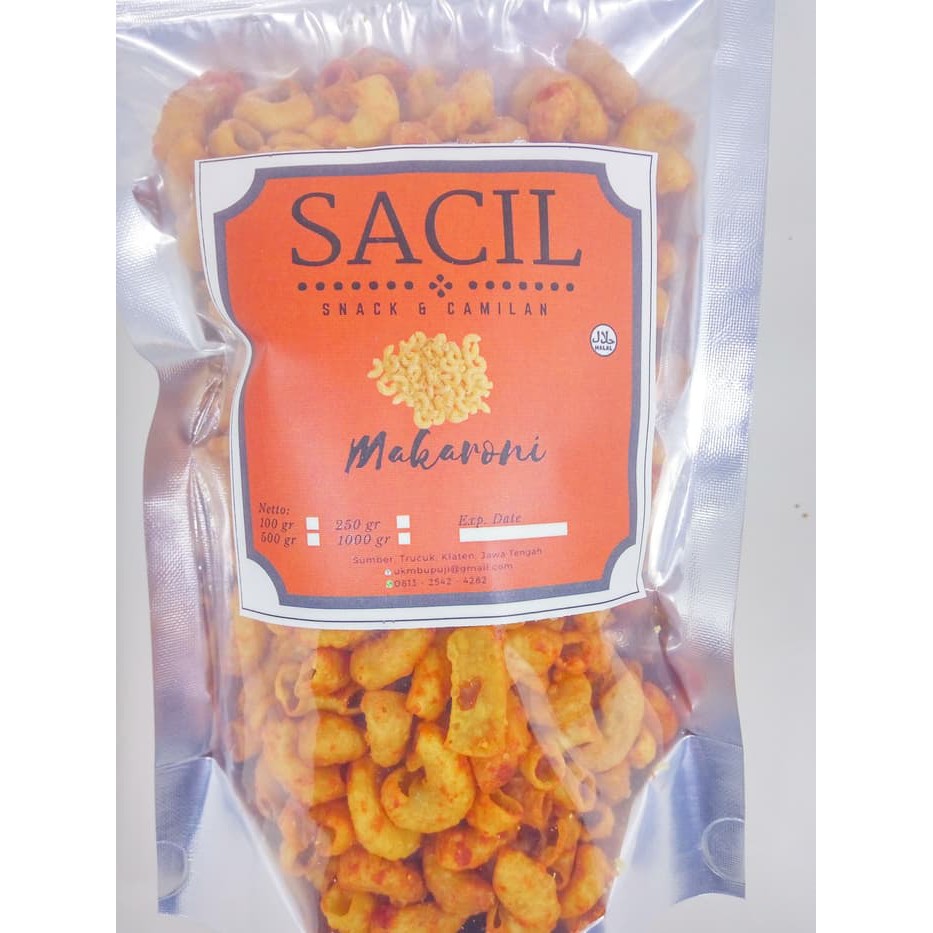 SACIL
SNACK & CAMILAN
حلال
HALAL
Makaroni
Netto:
100 gr 250 gr
500 gr 1000 gr
Exp. Date
Sumber, Trucuk, Klaten, Jawa Tengah
ukmbupuji@gmail.com
0811 - 2542 - 4282